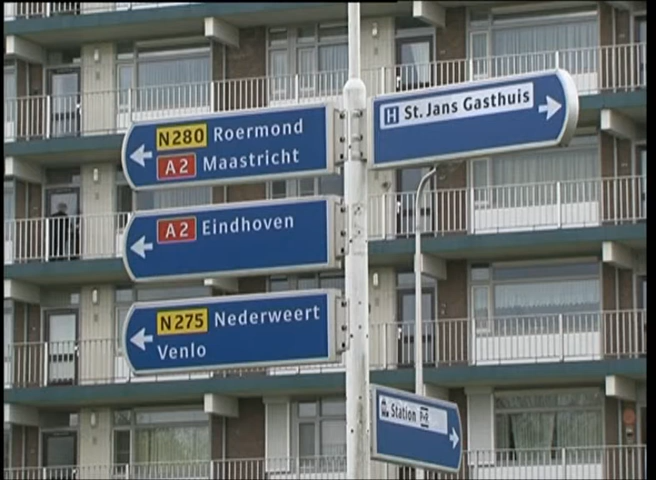 N280 Roermond
A2 Maastricht
H St. Jans Gasthuis
A2 Eindhoven
N275 Nederweert
Venlo
Station